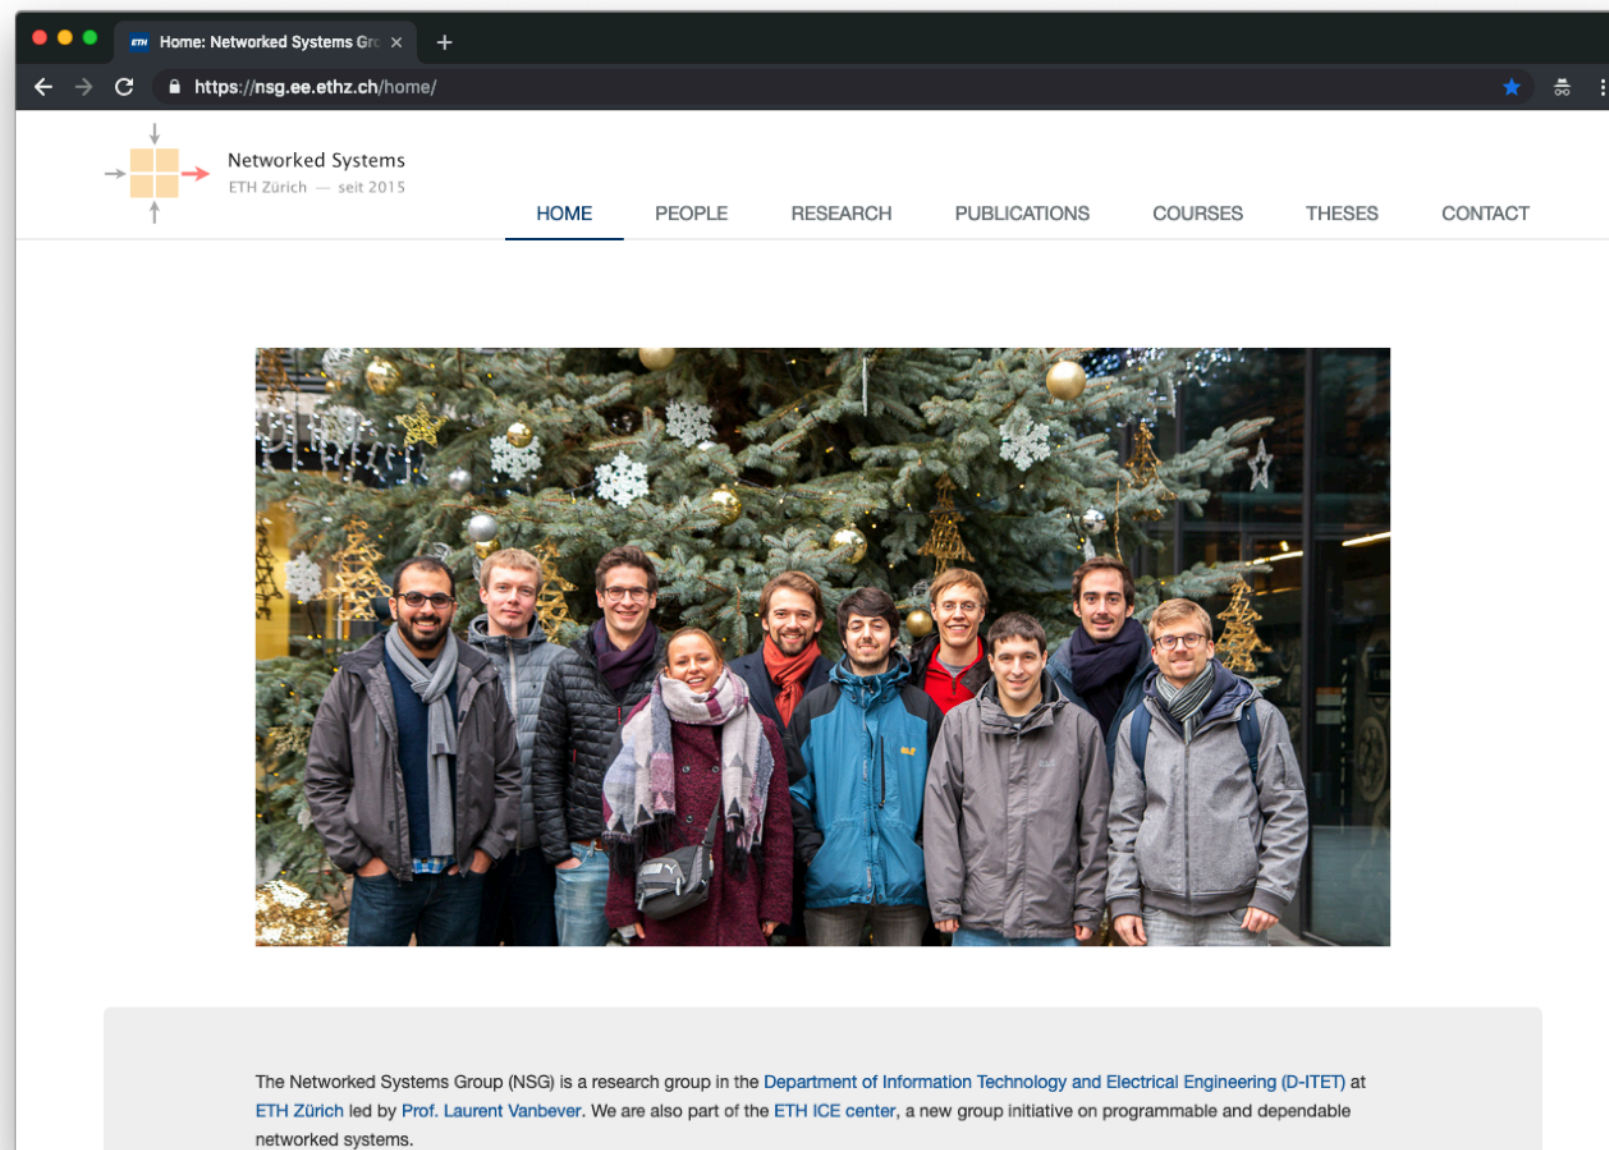 ETH Home: Networked Systems Gro
https://nsg.ee.ethz.ch/home/
Networked Systems
ETH Zürich — seit 2015
HOME PEOPLE RESEARCH PUBLICATIONS COURSES THESES CONTACT
The Networked Systems Group (NSG) is a research group in the Department of Information Technology and Electrical Engineering (D-ITET) at
ETH Zürich led by Prof. Laurent Vanbever. We are also part of the ETH ICE center, a new group initiative on programmable and dependable
networked systems.